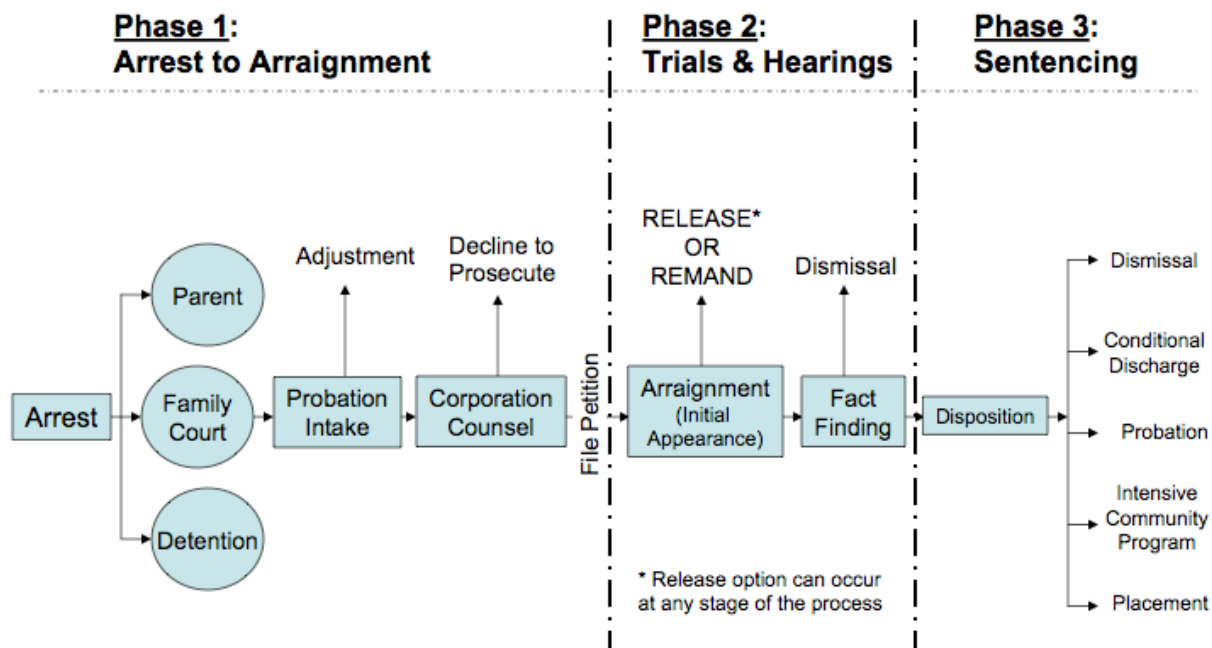 Phase 1:
Arrest to Arraignment
Phase 2:
Trials & Hearings
Phase 3:
Sentencing
Arrest
Parent
Family
Court
Detention
Adjustment
Probation
Intake
Decline to
Prosecute
Corporation
Counsel
File Petition
RELEASE*
OR
REMAND
Arraignment
(Initial
Appearance)
Dismissal
Fact
Finding
* Release option can occur
at any stage of the process
Disposition
Dismissal
Conditional
Discharge
Probation
Intensive
Community
Program
Placement